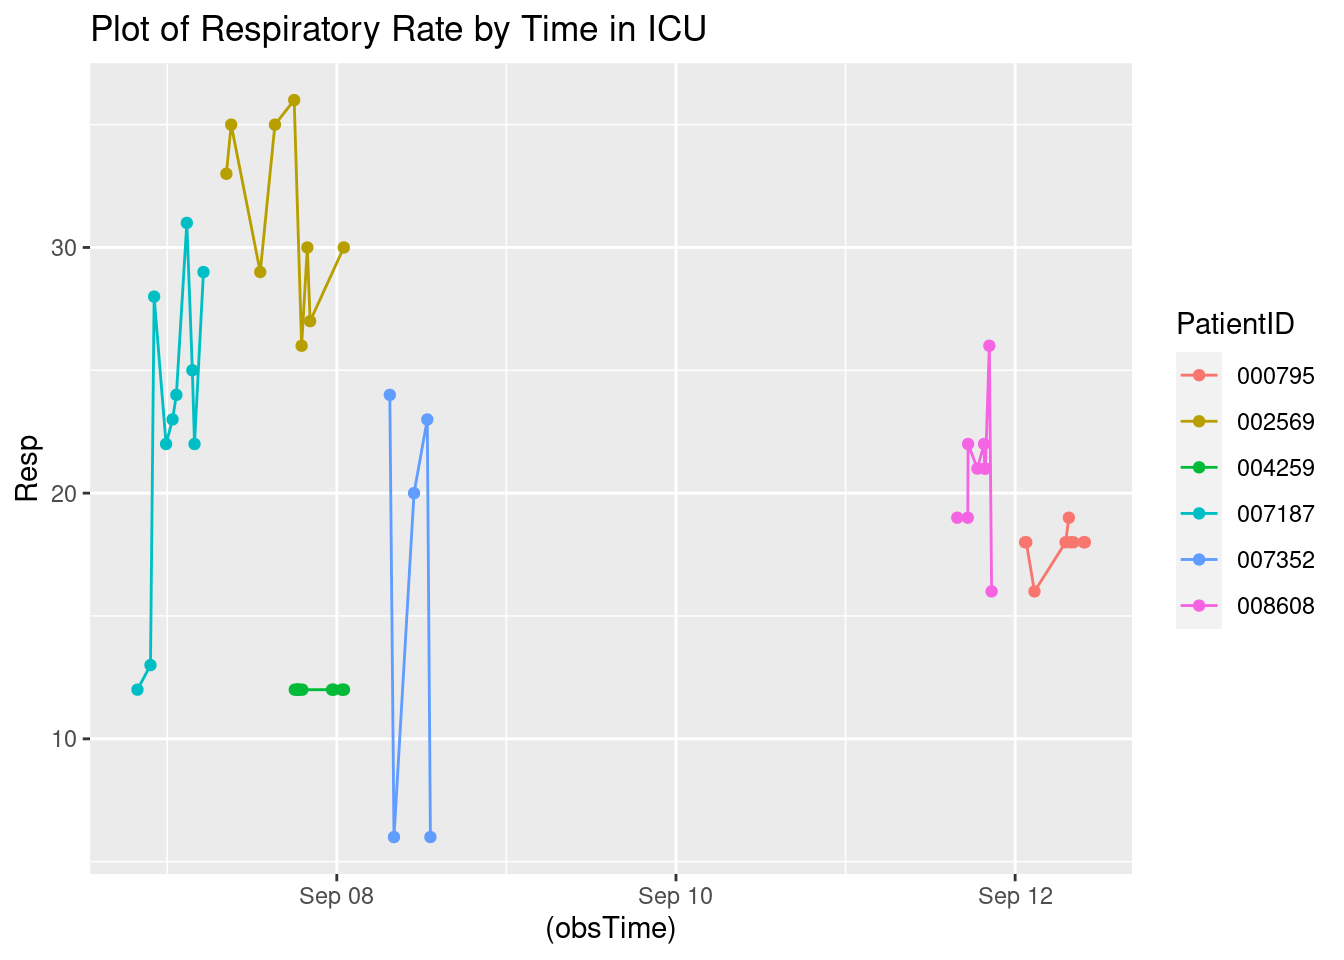 Plot of Respiratory Rate by Time in ICU
Resp
30
20
10
Sep 08
Sep 10
Sep 12
(obsTime)
PatientID
000795
002569
004259
007187
007352
008608